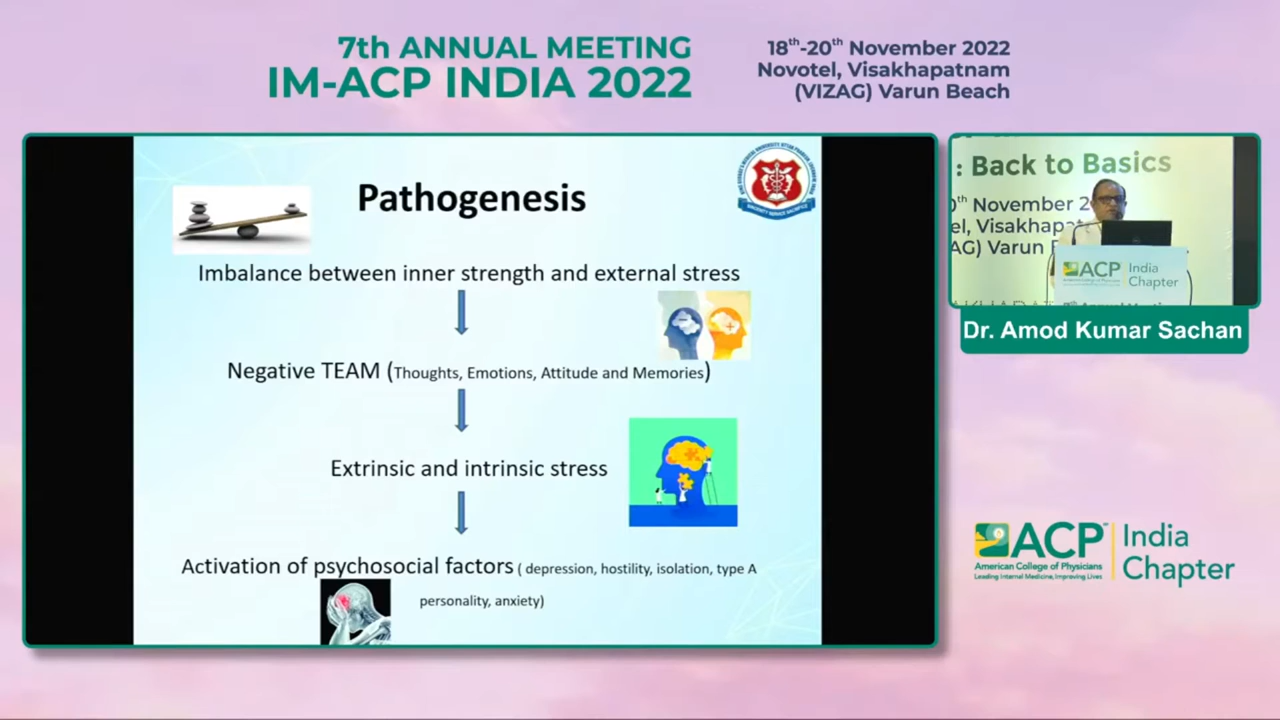 7th ANNUAL MEETING
IM-ACP INDIA 2022
18th-20th November 2022
Novotel, Visakhapatnam
(VIZAG) Varun Beach
Pathogenesis
Imbalance between inner strength and external stress
Negative TEAM (Thoughts, Emotions, Attitude and Memories)
Extrinsic and intrinsic stress
Activation of psychosocial factors ( depression, hostility, isolation, type A
personality, anxiety)
: Back to Basics
th November 2
el, Visakhapat
AG) Varun
ACP India
Chapter
Dr. Amod Kumar Sachan
ACP India
Chapter
American College of Physicians
Leading Internal Medicine, Improving Lives